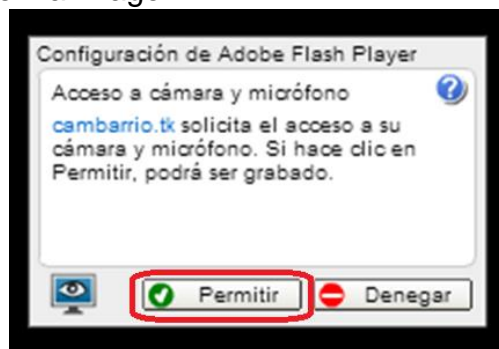 Configuración de Adobe Flash Player
Acceso a cámara y micrófono
cambarrio.tk solicita el acceso a su
cámara y micrófono. Si hace clic en
Permitir, podrá ser grabado.
Permitir
Denegar